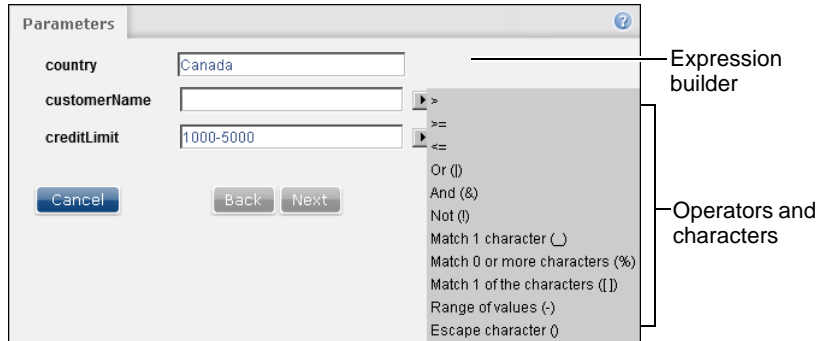 Parameters
?
country Canada
Expression
builder
customerName
creditLimit 1000-5000
>
>=
<=
Or (|)
And (&)
Not (!)
Match 1 character (_)
Match 0 or more characters (%)
Match 1 of the characters ([ ])
Range of values (-)
Escape character ()
Cancel Back Next
Operators and
characters